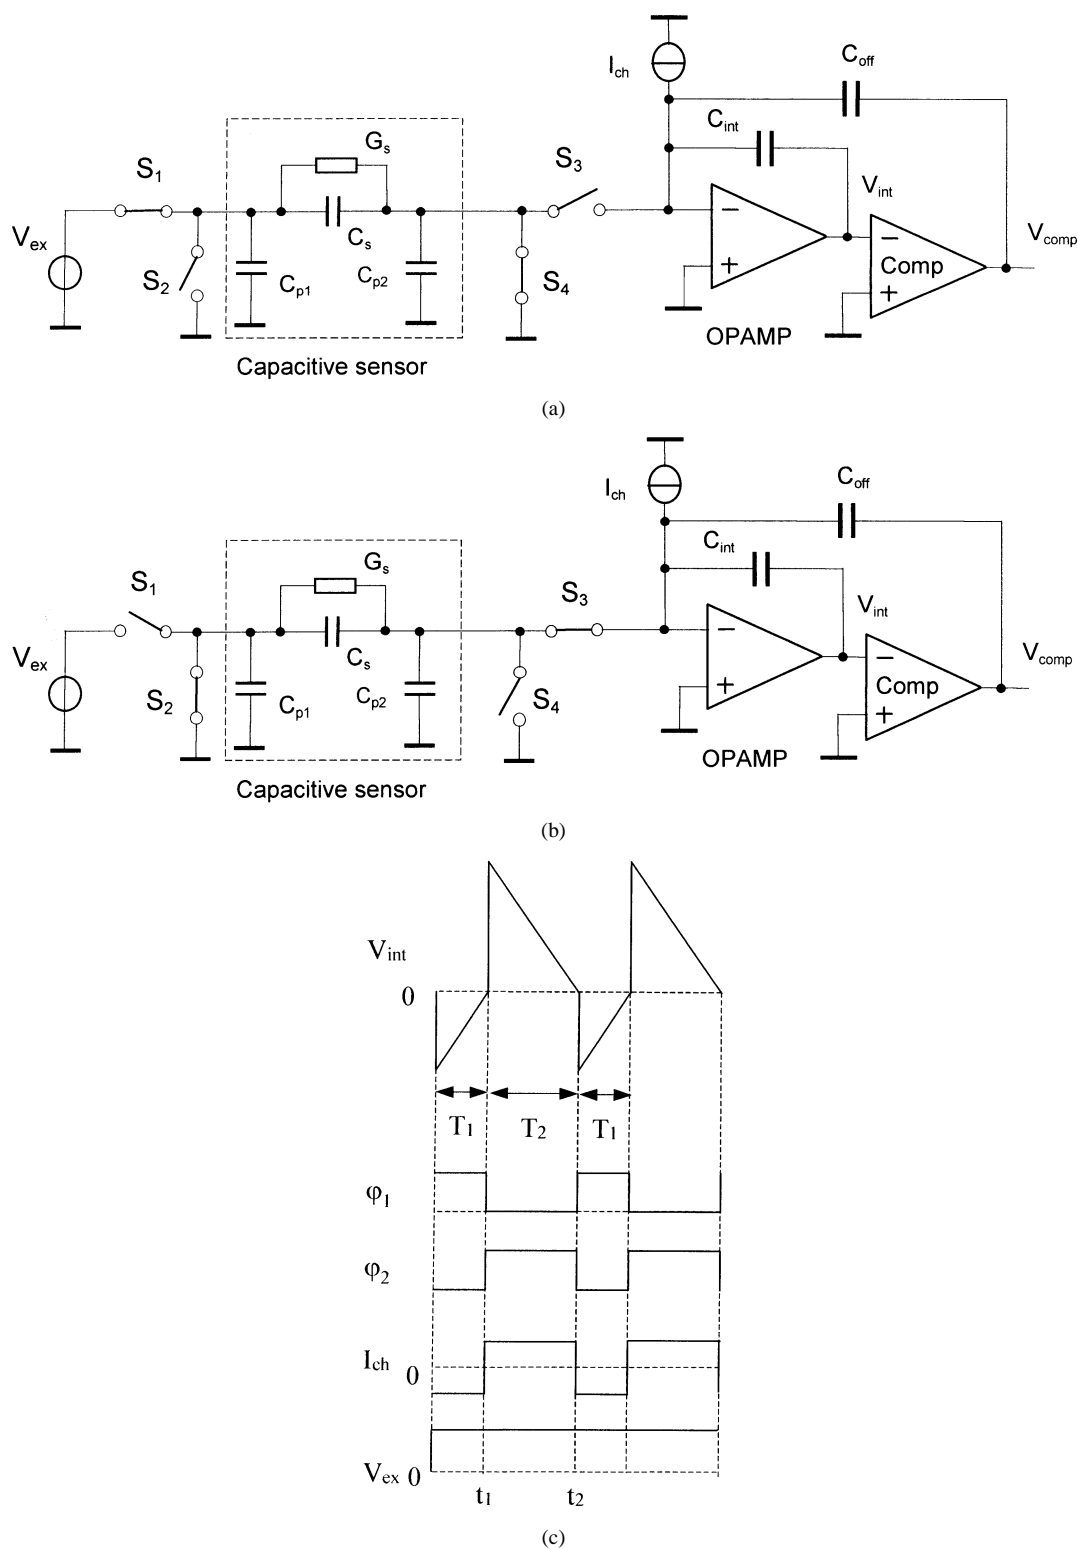 I_ch
C_off
C_int
G_s
S_3
S_1
V_int
V_ex
C_s
S_2
C_p1
C_p2
S_4
−
+
−
Comp
+
V_comp
OPAMP
Capacitive sensor
(a)
I_ch
C_off
C_int
G_s
S_3
S_1
V_int
V_ex
C_s
S_2
C_p1
C_p2
S_4
−
+
−
Comp
+
V_comp
OPAMP
Capacitive sensor
(b)
V_int
0
T_1 T_2 T_1
φ_1
φ_2
I_ch 0
V_ex 0
t_1 t_2
(c)